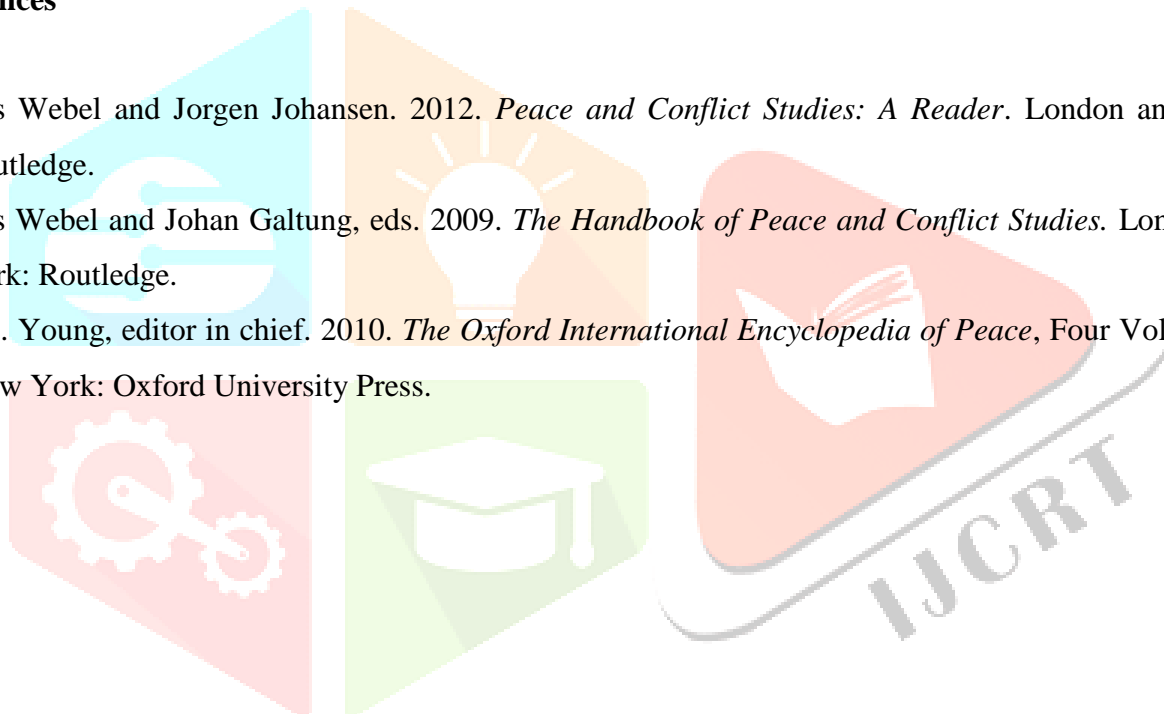 nces
s Webel and Jorgen Johansen. 2012. Peace and Conflict Studies: A Reader. London an
utledge.
s Webel and Johan Galtung, eds. 2009. The Handbook of Peace and Conflict Studies. Lon
rk: Routledge.
. Young, editor in chief. 2010. The Oxford International Encyclopedia of Peace, Four Vol
w York: Oxford University Press.
IJCRT